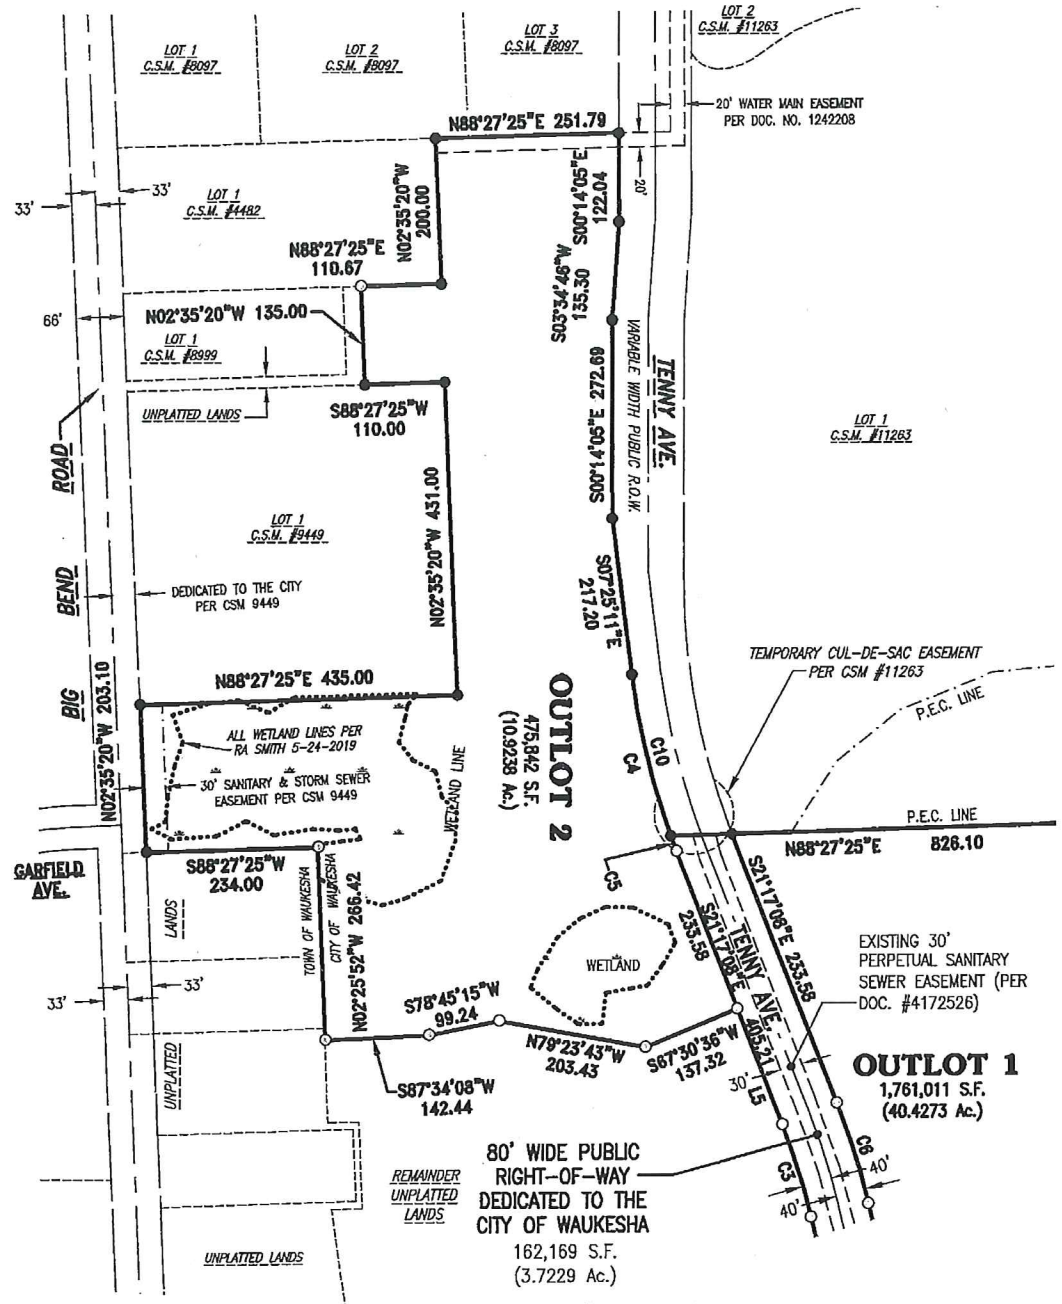 LOT 1
C.S.M. #8097
LOT 2
C.S.M. #8097
LOT 3
C.S.M. #8097
LOT 2
C.S.M. #11263
20' WATER MAIN EASEMENT
PER DOC. NO. 1242208
N88°27'25"E 251.79
20'
33'
33'
LOT 1
C.S.M. #4482
N02°35'20"W
200.00
S00°14'05"E
122.04
N88°27'25"E
110.67
S03°34'46"W
135.30
66'
N02°35'20"W 135.00
LOT 1
C.S.M. #8999
UNPLATTED LANDS
S88°27'25"W
110.00
S00°14'05"E 272.69
VARIABLE WIDTH PUBLIC R.O.W.
TENNY AVE.
LOT 1
C.S.M. #11263
BIG BEND ROAD
N02°35'20"W 431.00
LOT 1
C.S.M. #9449
DEDICATED TO THE CITY
PER CSM 9449
S07°25'11"E
217.20
TEMPORARY CUL-DE-SAC EASEMENT
PER CSM #11263
P.E.C. LINE
N88°27'25"E 435.00
N02°35'20"W 203.10
ALL WETLAND LINES PER
RA SMITH 5-24-2019
30' SANITARY & STORM SEWER
EASEMENT PER CSM 9449
WETLAND LINE
OUTLOT 2
475,842 S.F.
(10.9238 Ac.)
C10
C4
P.E.C. LINE
N88°27'25"E 826.10
GARFIELD
AVE.
S88°27'25"W
234.00
C5
LANDS
TOWN OF WAUKESHA
CITY OF WAUKESHA
N02°25'52"W 266.42
S21°17'08"E
233.58
TENNY AVE.
S21°17'08"E 233.58
WETLAND
EXISTING 30'
PERPETUAL SANITARY
SEWER EASEMENT (PER
DOC. #4172526)
33'
33'
S78°45'15"W
99.24
N79°23'43"W
203.43
S67°30'36"W
137.32
405.21
L5
30'
S87°34'08"W
142.44
UNPLATTED
OUTLOT 1
1,761,011 S.F.
(40.4273 Ac.)
80' WIDE PUBLIC
RIGHT-OF-WAY
DEDICATED TO THE
CITY OF WAUKESHA
162,169 S.F.
(3.7229 Ac.)
REMAINDER
UNPLATTED
LANDS
C3
C6
40'
40'
UNPLATTED LANDS